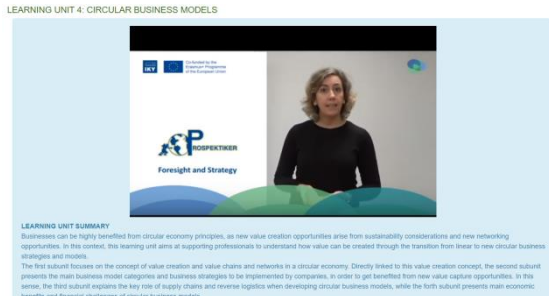 LEARNING UNIT 4: CIRCULAR BUSINESS MODELS
IKY
Co-funded by the
Erasmus+ Programme
of the European Union
PROSPEKTIKER
Foresight and Strategy
LEARNING UNIT SUMMARY
Businesses can be highly benefited from circular economy principles, as new value creation opportunities arise from sustainability considerations and new networking
opportunities. In this context, this learning unit aims at supporting professionals to understand how value can be created through the transition from linear to new circular business
strategies and models.
The first subunit focuses on the concept of value creation and value chains and networks in a circular economy. Directly linked to this value creation concept, the second subunit
presents the main business model categories and business strategies to be implemented by companies, in order to get benefited from new value capture opportunities. In this
sense, the third subunit explains the key role of supply chains and reverse logistics when developing circular business models, while the forth subunit presents main economic
benefits and financial challenges of circular business models.